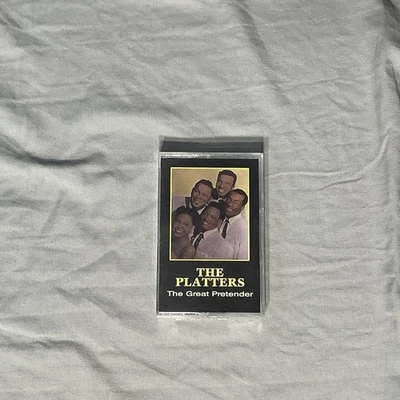 THE
PLATTERS
The Great Pretender